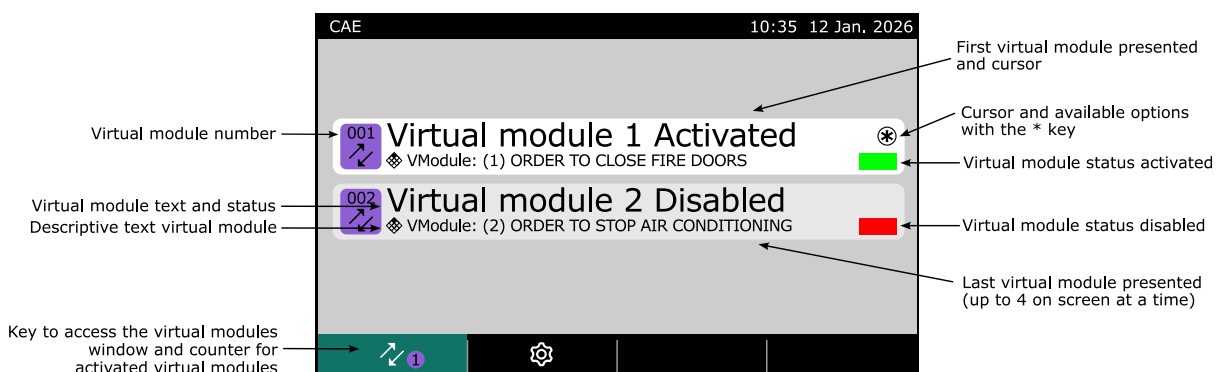 CAE
10:35 12 Jan. 2026
First virtual module presented
and cursor
Virtual module number
001
Virtual module 1 Activated
VModule: (1) ORDER TO CLOSE FIRE DOORS
Cursor and available options
with the * key
Virtual module status activated
Virtual module text and status
Descriptive text virtual module
002
Virtual module 2 Disabled
VModule: (2) ORDER TO STOP AIR CONDITIONING
Virtual module status disabled
Last virtual module presented
(up to 4 on screen at a time)
Key to access the virtual modules
window and counter for
activated virtual modules
1